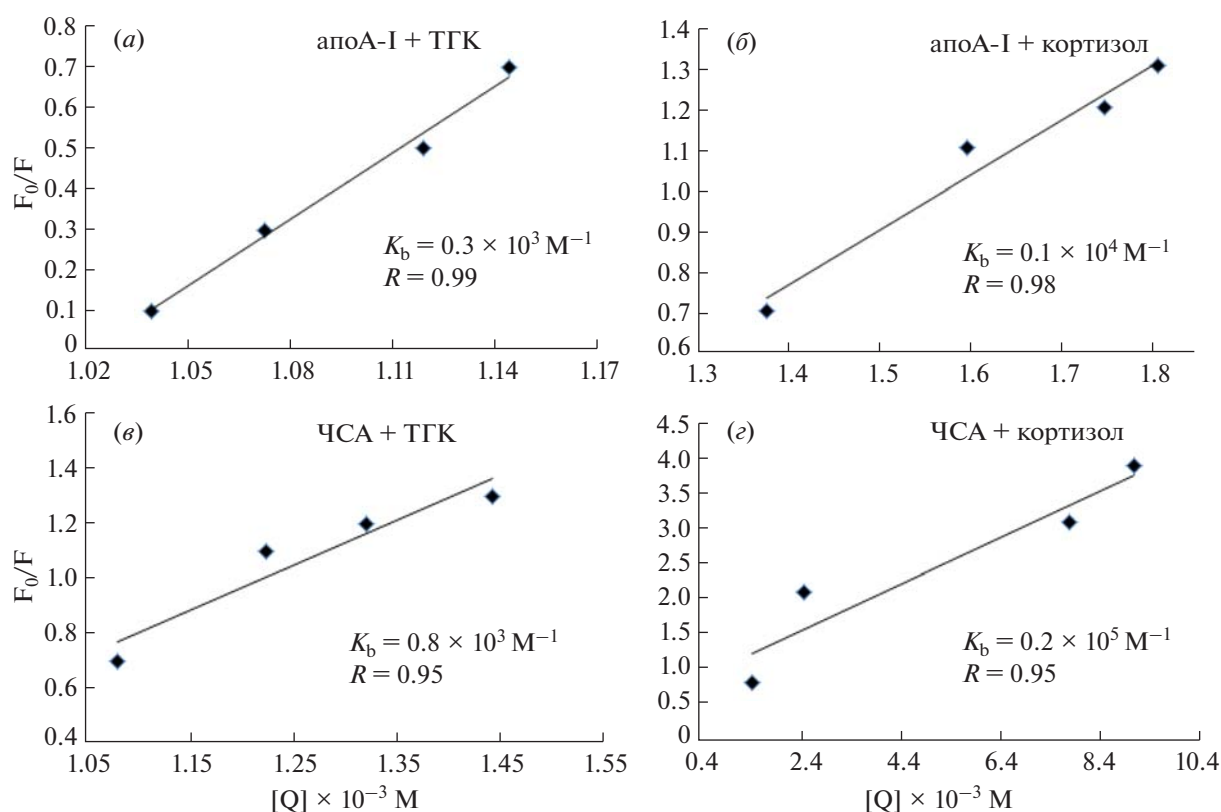 (а) апоА-I + ТГК
F0/F
0.8
0.7
0.6
0.5
0.4
0.3
0.2
0.1
0
Kb = 0.3 × 10³ M⁻¹
R = 0.99
1.02 1.05 1.08 1.11 1.14 1.17
(б) апоА-I + кортизол
1.4
1.3
1.2
1.1
1.0
0.9
0.8
0.7
0.6
Kb = 0.1 × 10⁴ M⁻¹
R = 0.98
1.3 1.4 1.5 1.6 1.7 1.8
(в) ЧСА + ТГК
F0/F
1.6
1.4
1.2
1.0
0.8
0.6
0.4
Kb = 0.8 × 10³ M⁻¹
R = 0.95
1.05 1.15 1.25 1.35 1.45 1.55
[Q] × 10⁻³ M
(г) ЧСА + кортизол
4.5
4.0
3.5
3.0
2.5
2.0
1.5
1.0
0.5
0
Kb = 0.2 × 10⁵ M⁻¹
R = 0.95
0.4 2.4 4.4 6.4 8.4 10.4
[Q] × 10⁻³ M